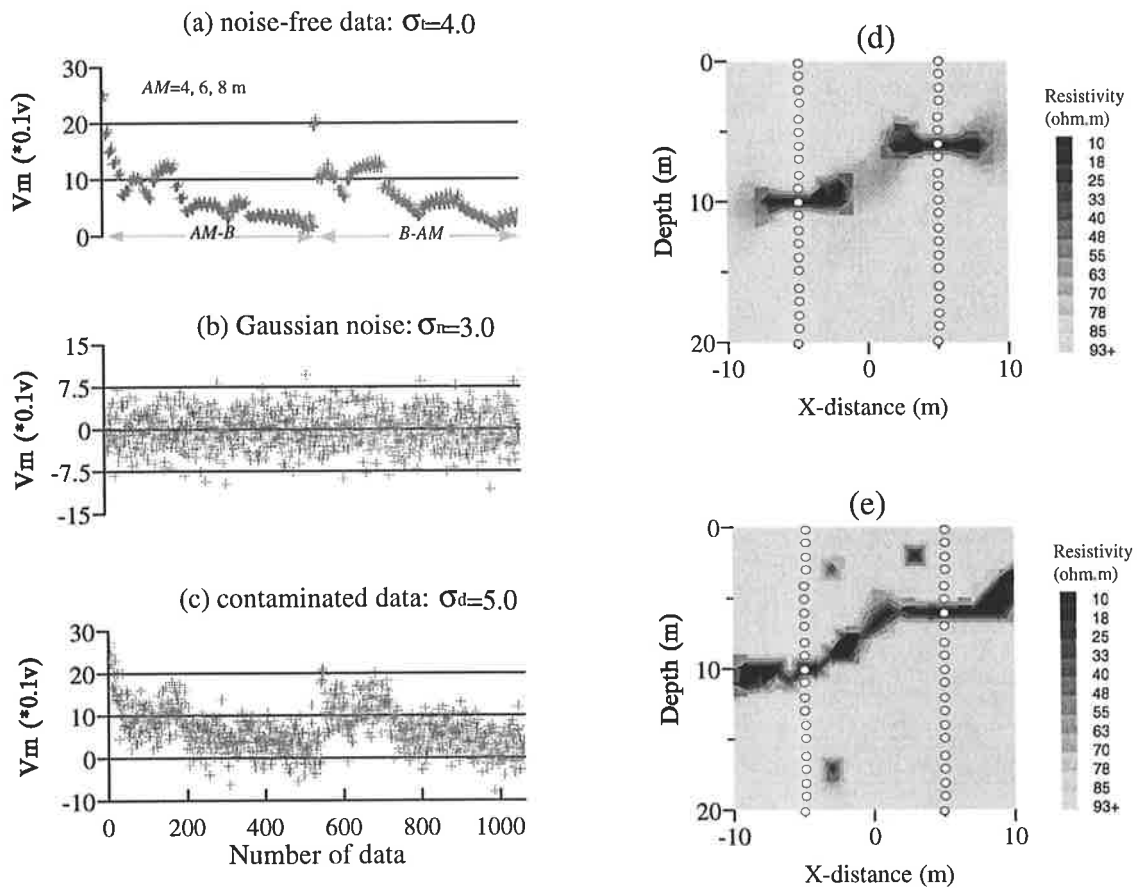 (a) noise-free data: σt=4.0
30
20
10
0
Vm (*0.1v)
AM=4, 6, 8 m
AM-B
B-AM
(b) Gaussian noise: σn=3.0
15
7.5
0
-7.5
-15
Vm (*0.1v)
(c) contaminated data: σd=5.0
30
20
10
0
-10
Vm (*0.1v)
0 200 400 600 800 1000
Number of data
(d)
0
10
20
Depth (m)
-10 0 10
X-distance (m)
Resistivity
(ohm.m)
10
18
25
33
40
48
55
63
70
78
85
93+
(e)
0
10
20
Depth (m)
-10 0 10
X-distance (m)
Resistivity
(ohm.m)
10
18
25
33
40
48
55
63
70
78
85
93+